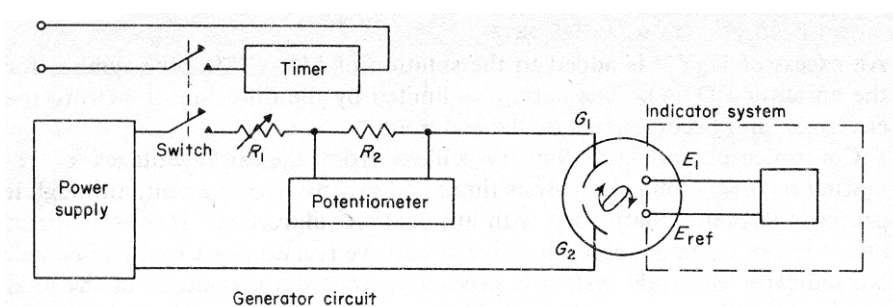 Timer
Indicator system
G1
Switch
R1
R2
E1
Power
supply
Potentiometer
Eref
G2
Generator circuit